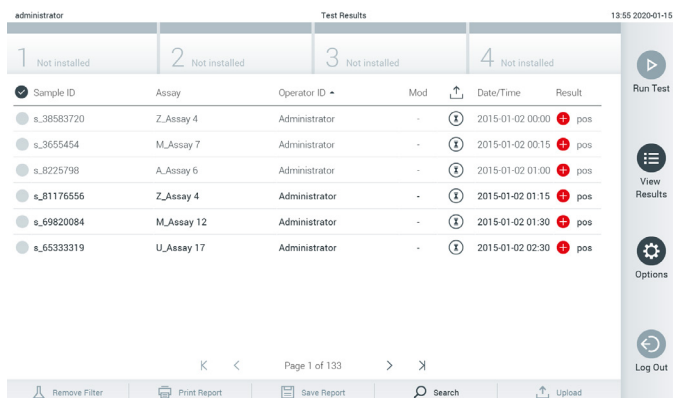 administrator Test Results 13:55 2020-01-15
1 Not installed 2 Not installed 3 Not installed 4 Not installed
Run Test
Sample ID Assay Operator ID Mod Date/Time Result
s_38583720 Z_Assay 4 Administrator - 2015-01-02 00:00 pos
s_3655454 M_Assay 7 Administrator - 2015-01-02 00:15 pos
s_8225798 A_Assay 6 Administrator - 2015-01-02 01:00 pos
View
Results
s_81176556 Z_Assay 4 Administrator - 2015-01-02 01:15 pos
s_69820084 M_Assay 12 Administrator - 2015-01-02 01:30 pos
s_65333319 U_Assay 17 Administrator - 2015-01-02 02:30 pos
Options
Page 1 of 133
Log Out
Remove Filter Print Report Save Report Search Upload